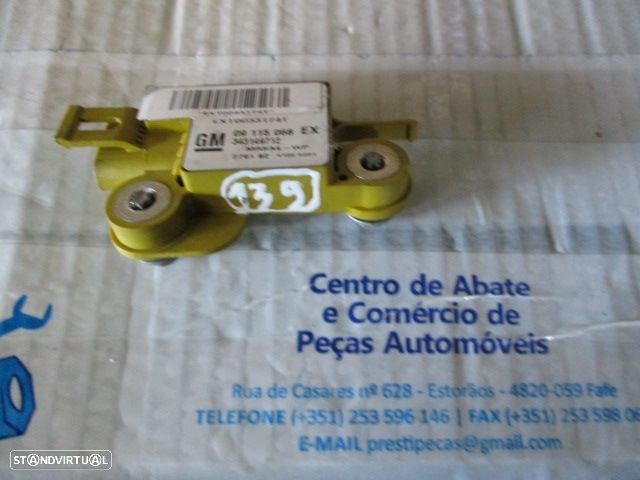 GM 09 115 068 EX
139
Centro de Abate
e Comércio de
Peças Automóveis
Rua de Casares nº 628 - Estorãos - 4820-059 Fafe
TELEFONE (+351) 253 596 146 | FAX (+351) 253 598
E-MAIL prestipecas@gmail.com
STANDVIRTUAL